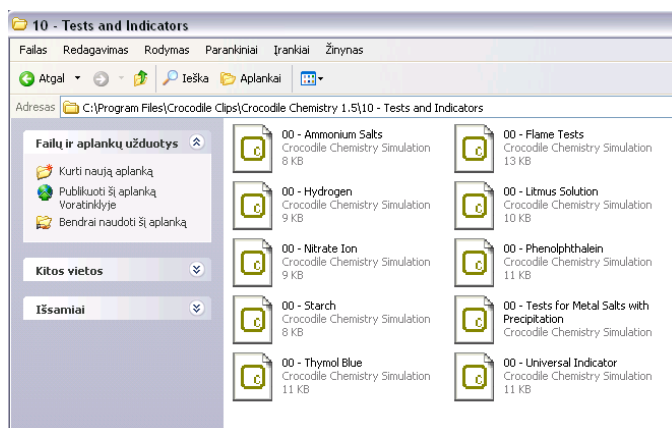 10 - Tests and Indicators
Failas Redagavimas Rodymas Parankiniai Įrankiai Žinynas
Atgal Ieška Aplankai
Adresas C:\Program Files\Crocodile Clips\Crocodile Chemistry 1.5\10 - Tests and Indicators
Failų ir aplankų užduotys
Kurti naują aplanką
Publikuoti šį aplanką
Voratinklyje
Bendrai naudoti šį aplanką
Kitos vietos
Išsamiai
00 - Ammonium Salts
Crocodile Chemistry Simulation
8 KB
00 - Flame Tests
Crocodile Chemistry Simulation
13 KB
00 - Hydrogen
Crocodile Chemistry Simulation
9 KB
00 - Litmus Solution
Crocodile Chemistry Simulation
10 KB
00 - Nitrate Ion
Crocodile Chemistry Simulation
9 KB
00 - Phenolphthalein
Crocodile Chemistry Simulation
11 KB
00 - Starch
Crocodile Chemistry Simulation
8 KB
00 - Tests for Metal Salts with
Precipitation
Crocodile Chemistry Simulation
00 - Thymol Blue
Crocodile Chemistry Simulation
11 KB
00 - Universal Indicator
Crocodile Chemistry Simulation
11 KB